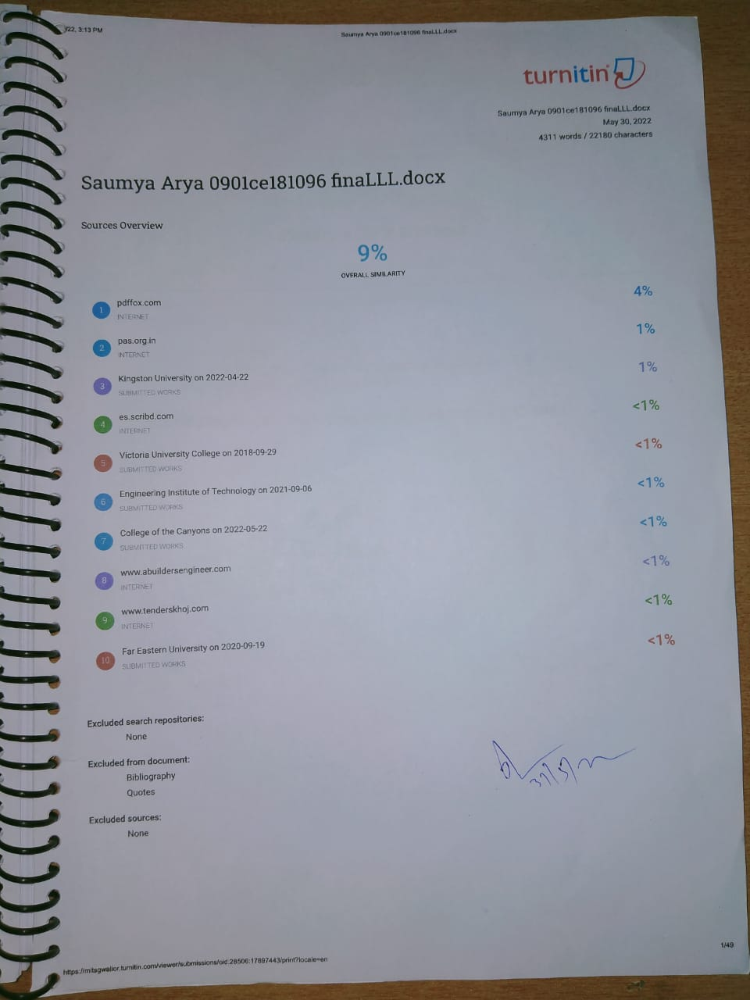 /22, 3:13 PM
Saumya Arya 0901ce181096 finaLLL.docx
turnitin
Saumya Arya 0901ce181096 finaLLL.docx
May 30, 2022
4311 words / 22180 characters
Saumya Arya 0901ce181096 finaLLL.docx
Sources Overview
9%
OVERALL SIMILARITY
1 pdffox.com 4%
INTERNET
2 pas.org.in 1%
INTERNET
3 Kingston University on 2022-04-22 1%
SUBMITTED WORKS
4 es.scribd.com <1%
INTERNET
5 Victoria University College on 2018-09-29 <1%
SUBMITTED WORKS
6 Engineering Institute of Technology on 2021-09-06 <1%
SUBMITTED WORKS
7 College of the Canyons on 2022-05-22 <1%
SUBMITTED WORKS
8 www.abuildersengineer.com <1%
INTERNET
9 www.tenderskhoj.com <1%
INTERNET
10 Far Eastern University on 2020-09-19 <1%
SUBMITTED WORKS
Excluded search repositories:
None
Excluded from document:
Bibliography
Quotes
Excluded sources:
None
https://mitsgwalior.turnitin.com/viewer/submissions/oid:28506:17897443/print?locale=en
1/49